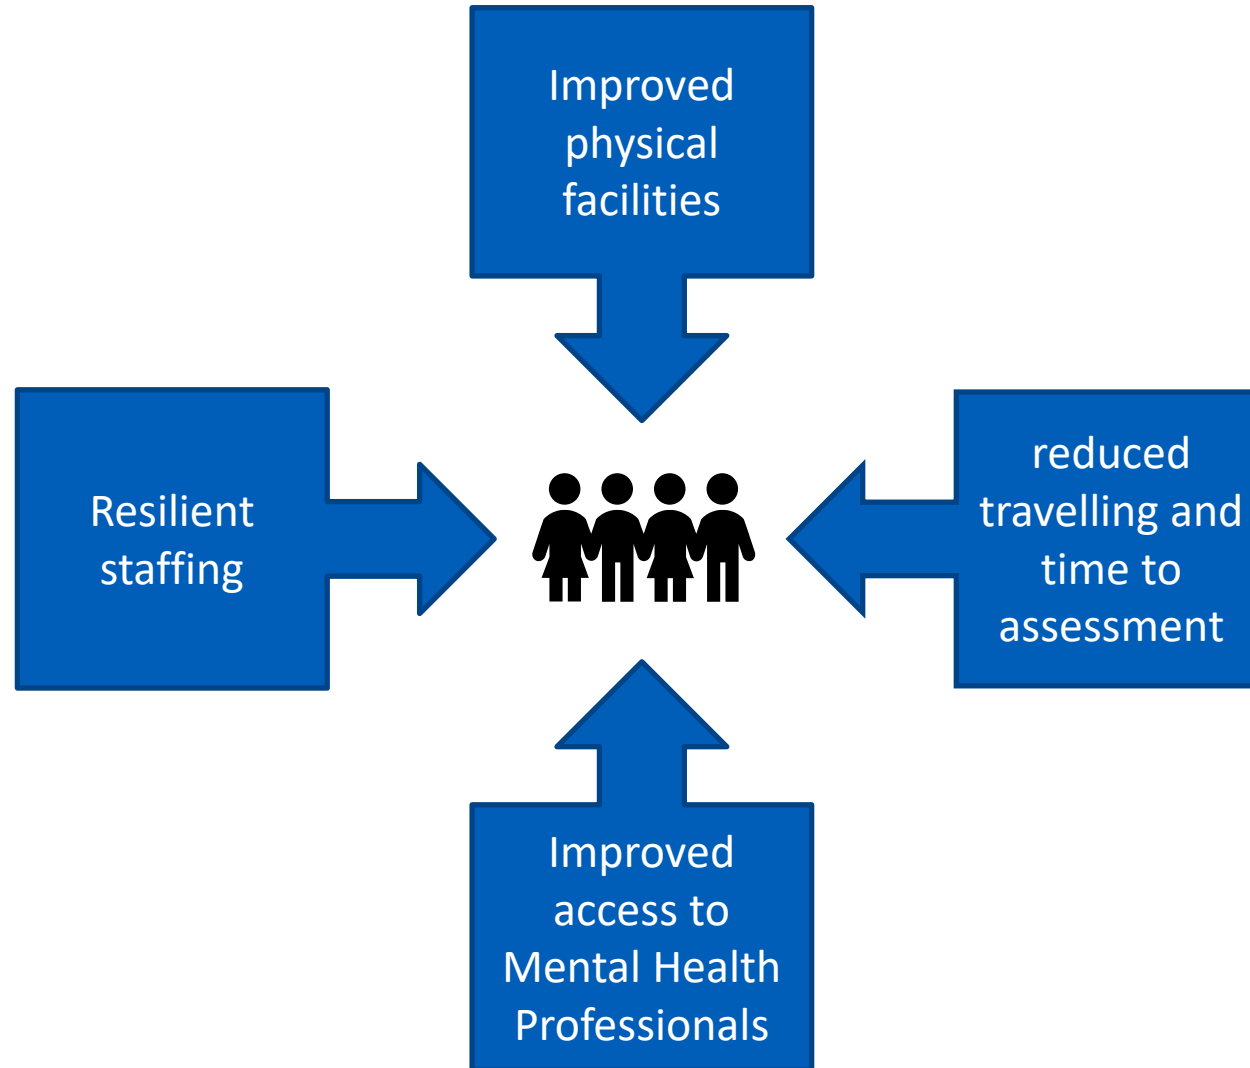 Improved
physical
facilities
Resilient
staffing
reduced
travelling and
time to
assessment
Improved
access to
Mental Health
Professionals